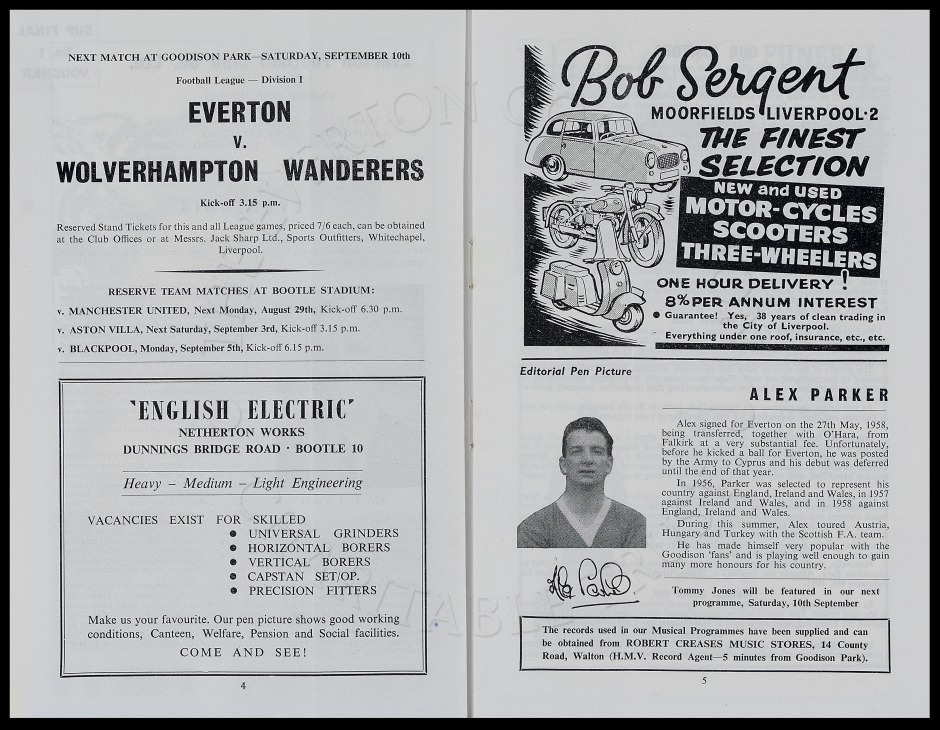 NEXT MATCH AT GOODISON PARK—SATURDAY, SEPTEMBER 10th
Football League — Division I
EVERTON
v.
WOLVERHAMPTON WANDERERS
Kick-off 3.15 p.m.
Reserved Stand Tickets for this and all League games, priced 7/6 each, can be obtained
at the Club Offices or at Messrs. Jack Sharp Ltd., Sports Outfitters, Whitechapel,
Liverpool.
RESERVE TEAM MATCHES AT BOOTLE STADIUM:
v. MANCHESTER UNITED, Next Monday, August 29th, Kick-off 6.30 p.m.
v. ASTON VILLA, Next Saturday, September 3rd, Kick-off 3.15 p.m.
v. BLACKPOOL, Monday, September 5th, Kick-off 6.15 p.m.
'ENGLISH ELECTRIC'
NETHERTON WORKS
DUNNINGS BRIDGE ROAD · BOOTLE 10
Heavy – Medium – Light Engineering
VACANCIES EXIST FOR SKILLED
● UNIVERSAL GRINDERS
● HORIZONTAL BORERS
● VERTICAL BORERS
● CAPSTAN SET/OP.
● PRECISION FITTERS
Make us your favourite. Our pen picture shows good working
conditions, Canteen, Welfare, Pension and Social facilities.
COME AND SEE!
4
Bob Sergent
MOORFIELDS LIVERPOOL·2
THE FINEST
SELECTION
NEW and USED
MOTOR-CYCLES
SCOOTERS
THREE-WHEELERS
ONE HOUR DELIVERY!
8% PER ANNUM INTEREST
● Guarantee! Yes, 38 years of clean trading in
the City of Liverpool.
Everything under one roof, insurance, etc., etc.
Editorial Pen Picture
ALEX PARKER
Alex signed for Everton on the 27th May, 1958,
being transferred, together with O'Hara, from
Falkirk at a very substantial fee. Unfortunately,
before he kicked a ball for Everton, he was posted
by the Army to Cyprus and his debut was deferred
until the end of that year.
In 1956, Parker was selected to represent his
country against England, Ireland and Wales, in 1957
against Ireland and Wales, and in 1958 against
England, Ireland and Wales.
During this summer, Alex toured Austria,
Hungary and Turkey with the Scottish F.A. team.
He has made himself very popular with the
Goodison 'fans' and is playing well enough to gain
many more honours for his country.
Tommy Jones will be featured in our next
programme, Saturday, 10th September
The records used in our Musical Programmes have been supplied and can
be obtained from ROBERT CREASES MUSIC STORES, 14 County
Road, Walton (H.M.V. Record Agent—5 minutes from Goodison Park).
5